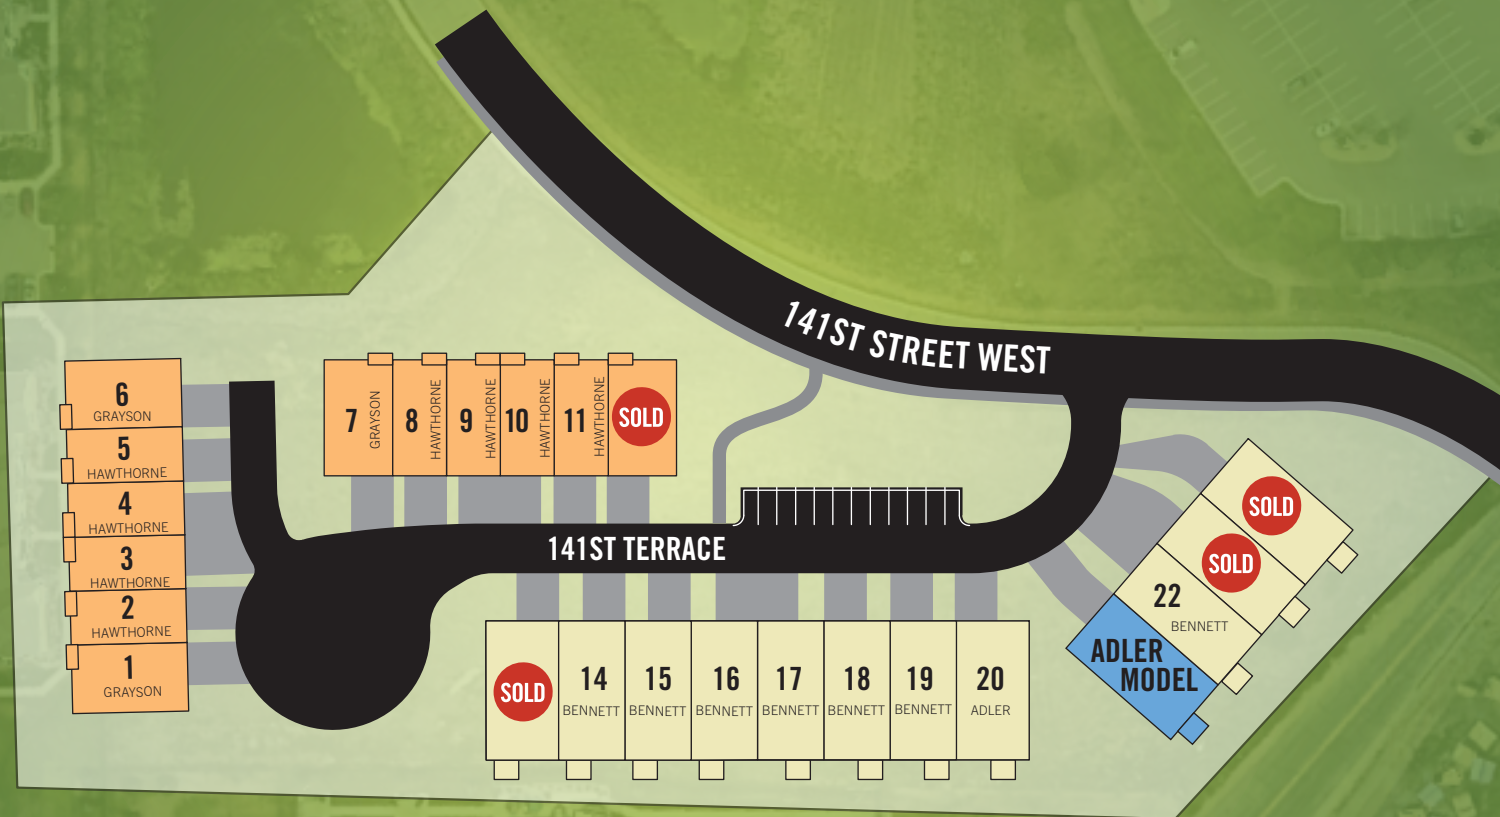 141ST STREET WEST
6
GRAYSON
5
HAWTHORNE
4
HAWTHORNE
3
HAWTHORNE
2
HAWTHORNE
1
GRAYSON
7
GRAYSON
8
HAWTHORNE
9
HAWTHORNE
10
HAWTHORNE
11
HAWTHORNE
SOLD
141ST TERRACE
SOLD
14
BENNETT
15
BENNETT
16
BENNETT
17
BENNETT
18
BENNETT
19
BENNETT
20
ADLER
SOLD
SOLD
22
BENNETT
ADLER
MODEL